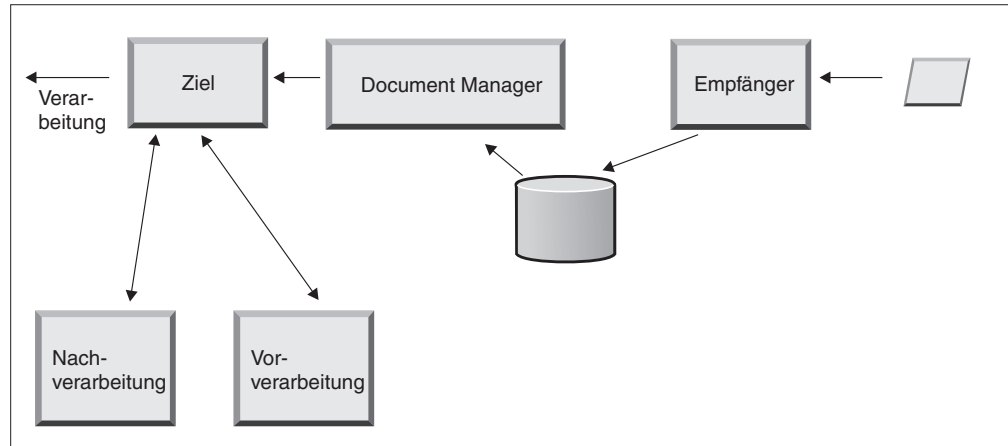 Ziel
Document Manager
Empfänger
Verar-
beitung
Nach-
verarbeitung
Vor-
verarbeitung